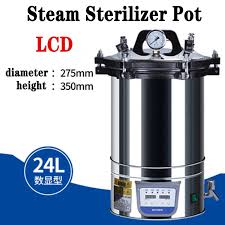 Steam Sterilizer Pot
LCD
diameter : 275mm
height : 350mm
24L
数显型